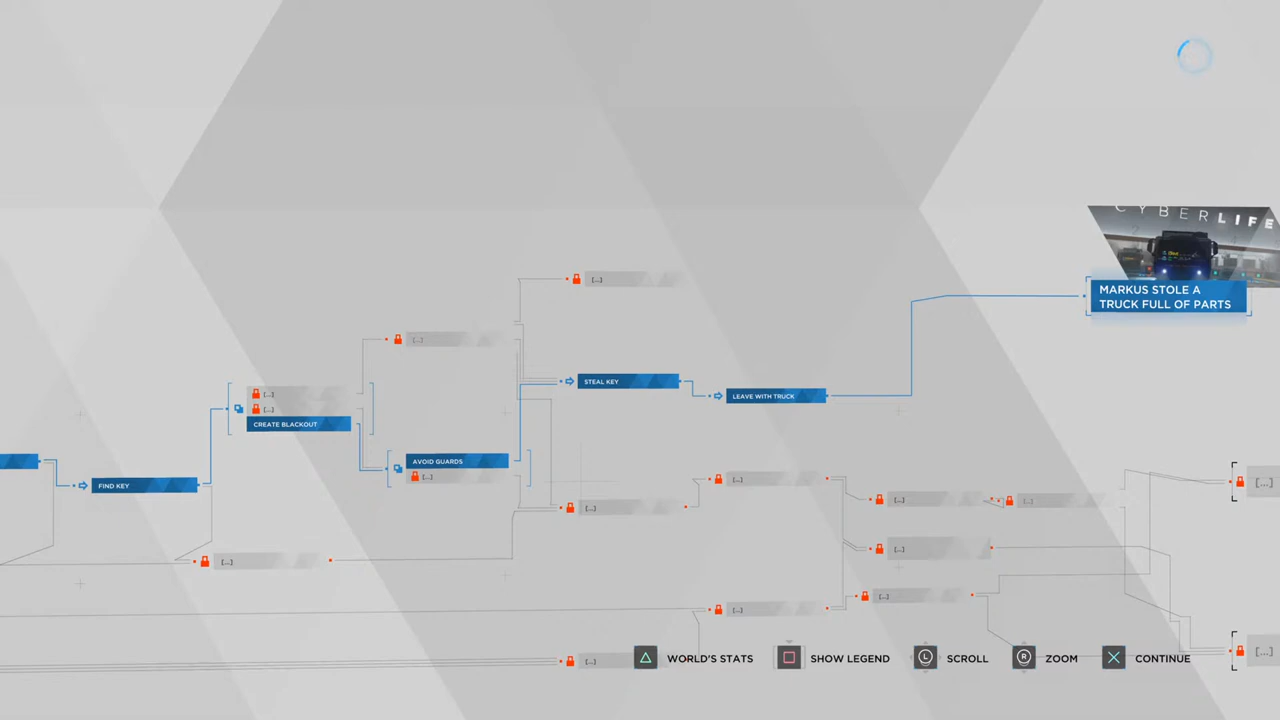 CYBERLIFE
MARKUS STOLE A
TRUCK FULL OF PARTS
[...]
[...]
STEAL KEY
LEAVE WITH TRUCK
[...]
[...]
CREATE BLACKOUT
AVOID GUARDS
[...]
FIND KEY
[...]
[...]
[...]
[...]
[...]
[...]
[...]
[...]
[...]
[...]
[...]
WORLD'S STATS
SHOW LEGEND
L
SCROLL
R
ZOOM
CONTINUE